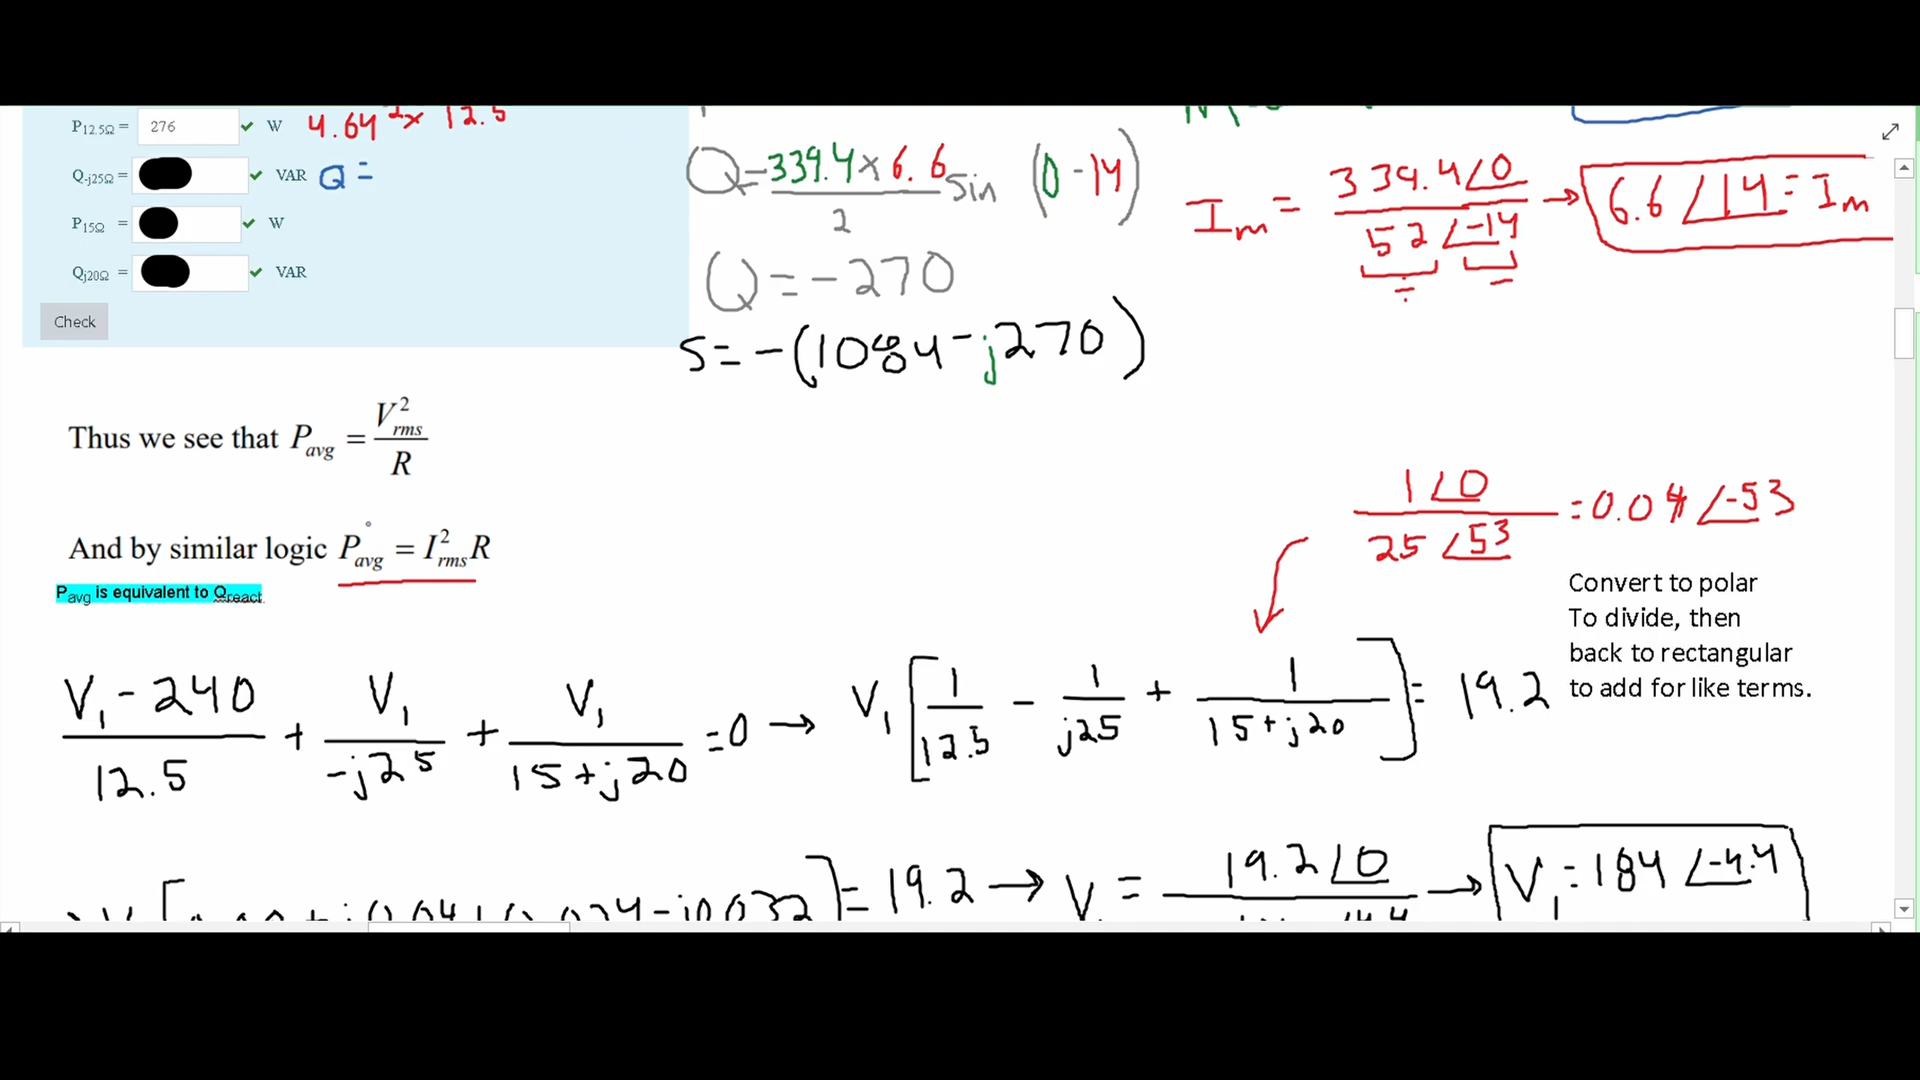 P12.5Ω = 276 ✓ W 4.64² x 12.5
Q-j25Ω = ✓ VAR Q =
P15Ω = ✓ W
Qj20Ω = ✓ VAR
Check
Q = 339.4 x 6.6 / 2 sin (0 - 14)
Q = -270
S = -(1084 - j270)
Im = 339.4∠0 / 52∠-14 → 6.6∠14 = Im
Thus we see that Pavg = V²rms / R
And by similar logic Pavg = I²rms R
Pavg is equivalent to Qreact
1∠0 / 25∠53 = 0.04∠-53
Convert to polar
To divide, then
back to rectangular
to add for like terms.
V₁ - 240 / 12.5 + V₁ / -j25 + V₁ / 15+j20 = 0 → V₁ [ 1 / 12.5 - 1 / j25 + 1 / 15+j20 ] = 19.2
= 19.2 → V₁ = 19.2∠0 → V₁ = 184∠-4.4